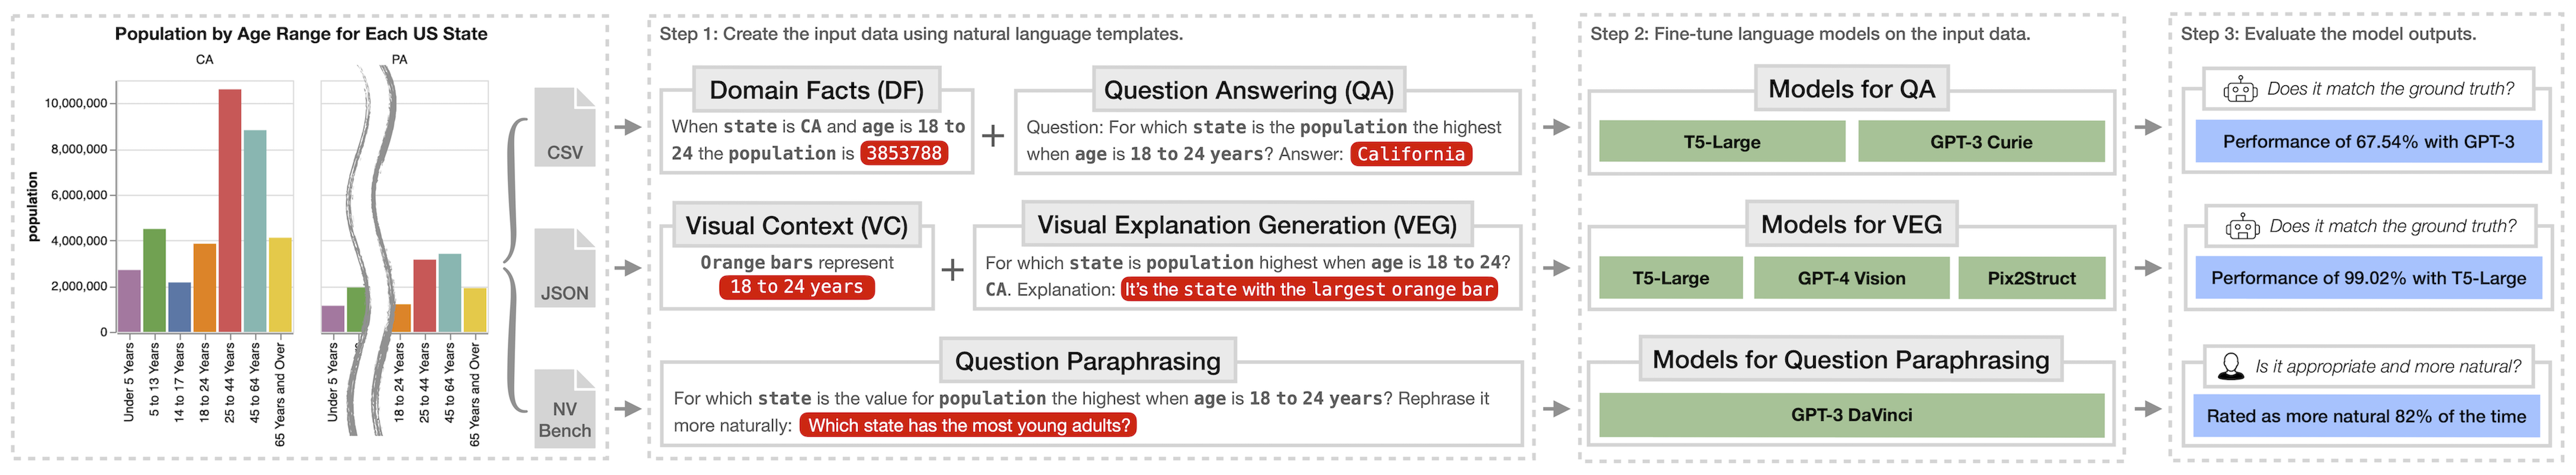 Population by Age Range for Each US State
CA
PA
population
10,000,000
8,000,000
6,000,000
4,000,000
2,000,000
0
Under 5 Years
5 to 13 Years
14 to 17 Years
18 to 24 Years
25 to 44 Years
45 to 64 Years
65 Years and Over
Under 5 Years
18 to 24 Years
25 to 44 Years
45 to 64 Years
65 Years and Over
CSV
JSON
NV
Bench
Step 1: Create the input data using natural language templates.
Domain Facts (DF)
When state is CA and age is 18 to
24 the population is 3853788
+
Question Answering (QA)
Question: For which state is the population the highest
when age is 18 to 24 years? Answer: California
Visual Context (VC)
Orange bars represent
18 to 24 years
+
Visual Explanation Generation (VEG)
For which state is population highest when age is 18 to 24?
CA. Explanation: It's the state with the largest orange bar
Question Paraphrasing
For which state is the value for population the highest when age is 18 to 24 years? Rephrase it
more naturally: Which state has the most young adults?
Step 2: Fine-tune language models on the input data.
Models for QA
T5-Large
GPT-3 Curie
Models for VEG
T5-Large
GPT-4 Vision
Pix2Struct
Models for Question Paraphrasing
GPT-3 DaVinci
Step 3: Evaluate the model outputs.
Does it match the ground truth?
Performance of 67.54% with GPT-3
Does it match the ground truth?
Performance of 99.02% with T5-Large
Is it appropriate and more natural?
Rated as more natural 82% of the time